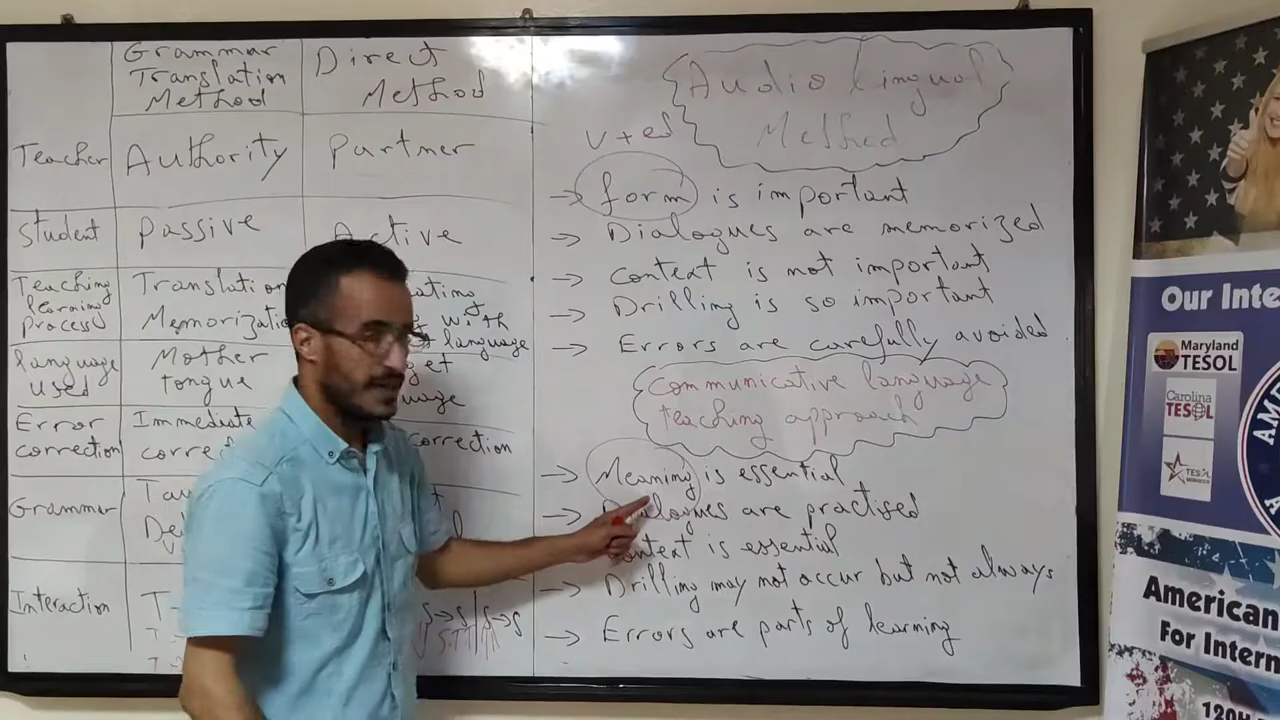 Grammar
Translation
Method
Direct
Method
Teacher
Authority
Partner
Student
Passive
Active
Teaching
learning
process
Translation
Memorization
with
language
language
used
Mother
tongue
Error
correction
Immediate
correction
Grammar
Interaction
S→S
S→S
Audio lingual
Method
V+ed
→ form is important
→ Dialogues are memorized
→ Context is not important
→ Drilling is so important
→ Errors are carefully avoided
Communicative language
teaching approach
→ Meaning is essential
→ Dialogues are practised
Context is essential
→ Drilling may not occur but not always
→ Errors are parts of learning
Our Inte
Maryland
TESOL
Carolina
TESOL
TESOL
AME
American
For Intern
120H